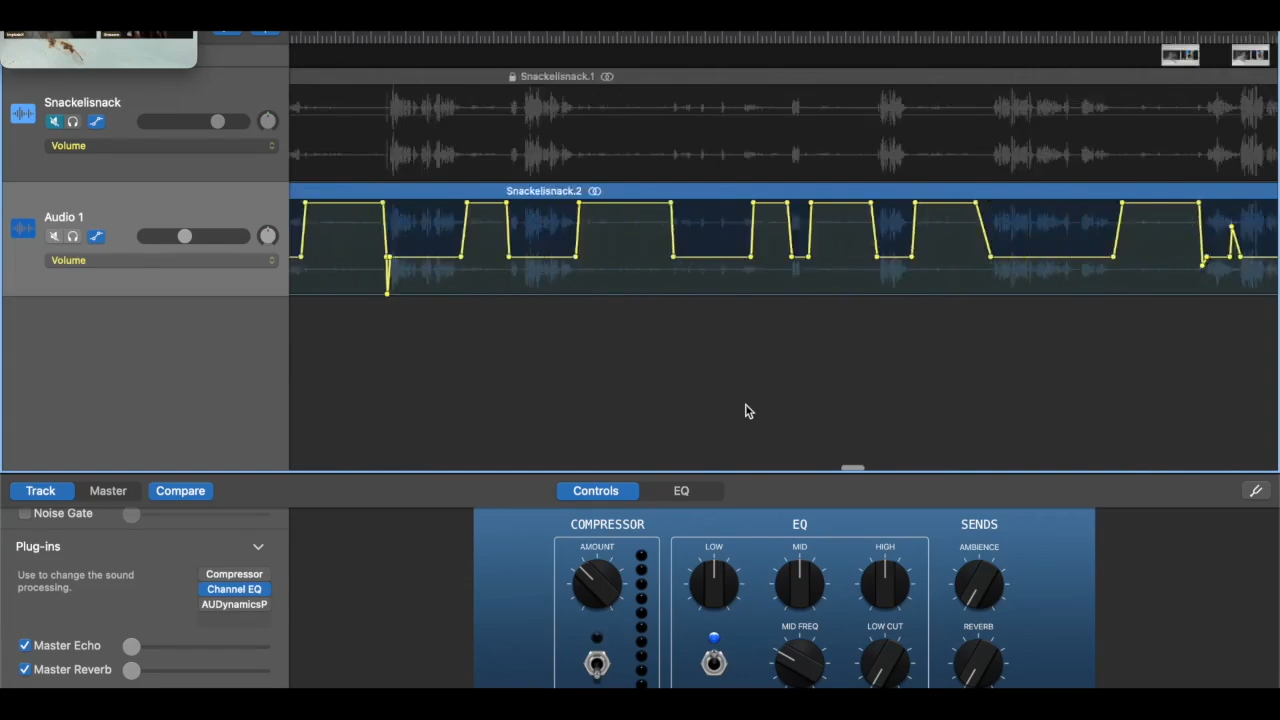 Snackelisnack.1
Snackelisnack
Volume
Snackelisnack.2
Audio 1
Volume
Track
Master
Compare
Controls
EQ
Noise Gate
Plug-ins
Use to change the sound
processing.
Compressor
Channel EQ
AUDynamicsP
Master Echo
Master Reverb
COMPRESSOR
EQ
SENDS
AMOUNT
LOW
MID
HIGH
AMBIENCE
MID FREQ
LOW CUT
REVERB